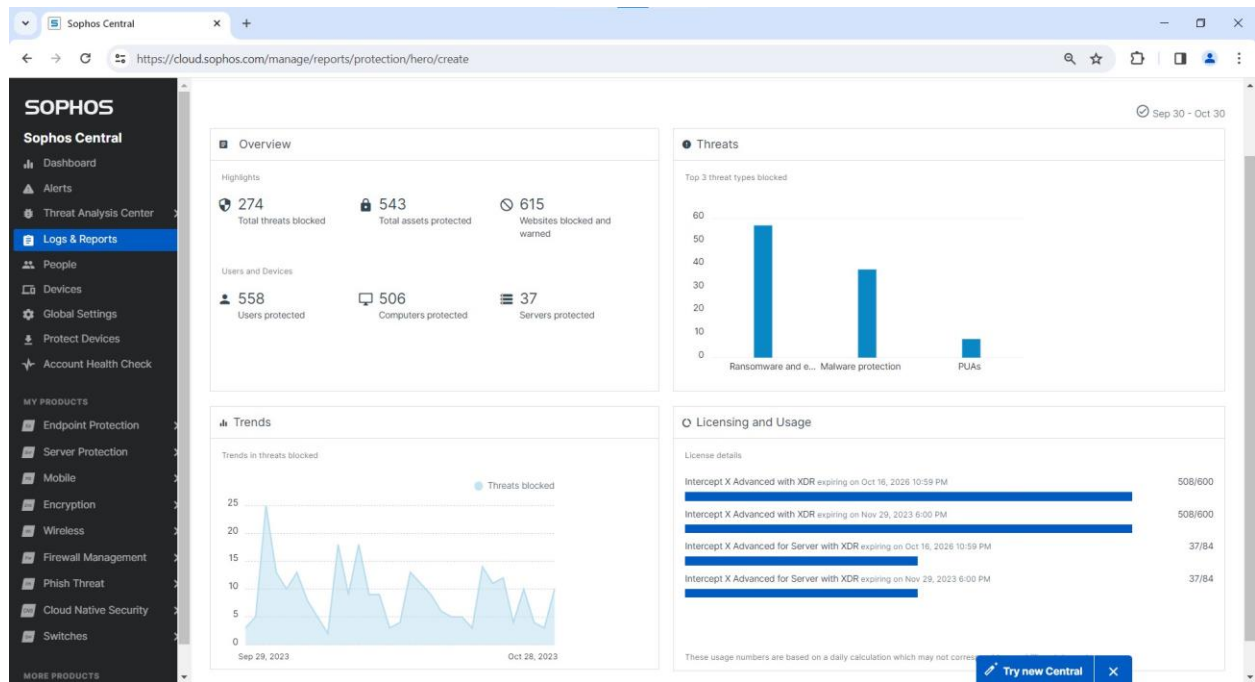 Sophos Central
https://cloud.sophos.com/manage/reports/protection/hero/create
SOPHOS
Sophos Central
Dashboard
Alerts
Threat Analysis Center
Logs & Reports
People
Devices
Global Settings
Protect Devices
Account Health Check
MY PRODUCTS
Endpoint Protection
Server Protection
Mobile
Encryption
Wireless
Firewall Management
Phish Threat
Cloud Native Security
Switches
MORE PRODUCTS
Sep 30 - Oct 30
Overview
Highlights
274
Total threats blocked
543
Total assets protected
615
Websites blocked and
warned
Users and Devices
558
Users protected
506
Computers protected
37
Servers protected
Threats
Top 3 threat types blocked
60
50
40
30
20
10
0
Ransomware and e... Malware protection PUAs
Trends
Trends in threats blocked
Threats blocked
25
20
15
10
5
0
Sep 29, 2023 Oct 28, 2023
Licensing and Usage
License details
Intercept X Advanced with XDR expiring on Oct 16, 2026 10:59 PM 508/600
Intercept X Advanced with XDR expiring on Nov 29, 2023 6:00 PM 508/600
Intercept X Advanced for Server with XDR expiring on Oct 16, 2026 10:59 PM 37/84
Intercept X Advanced for Server with XDR expiring on Nov 29, 2023 6:00 PM 37/84
These usage numbers are based on a daily calculation which may not
Try new Central